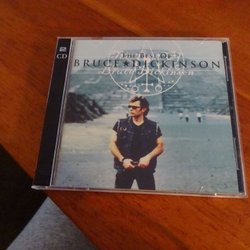 2
CD
THE BEST OF
BRUCE★DICKINSON
Bruce Dickinson